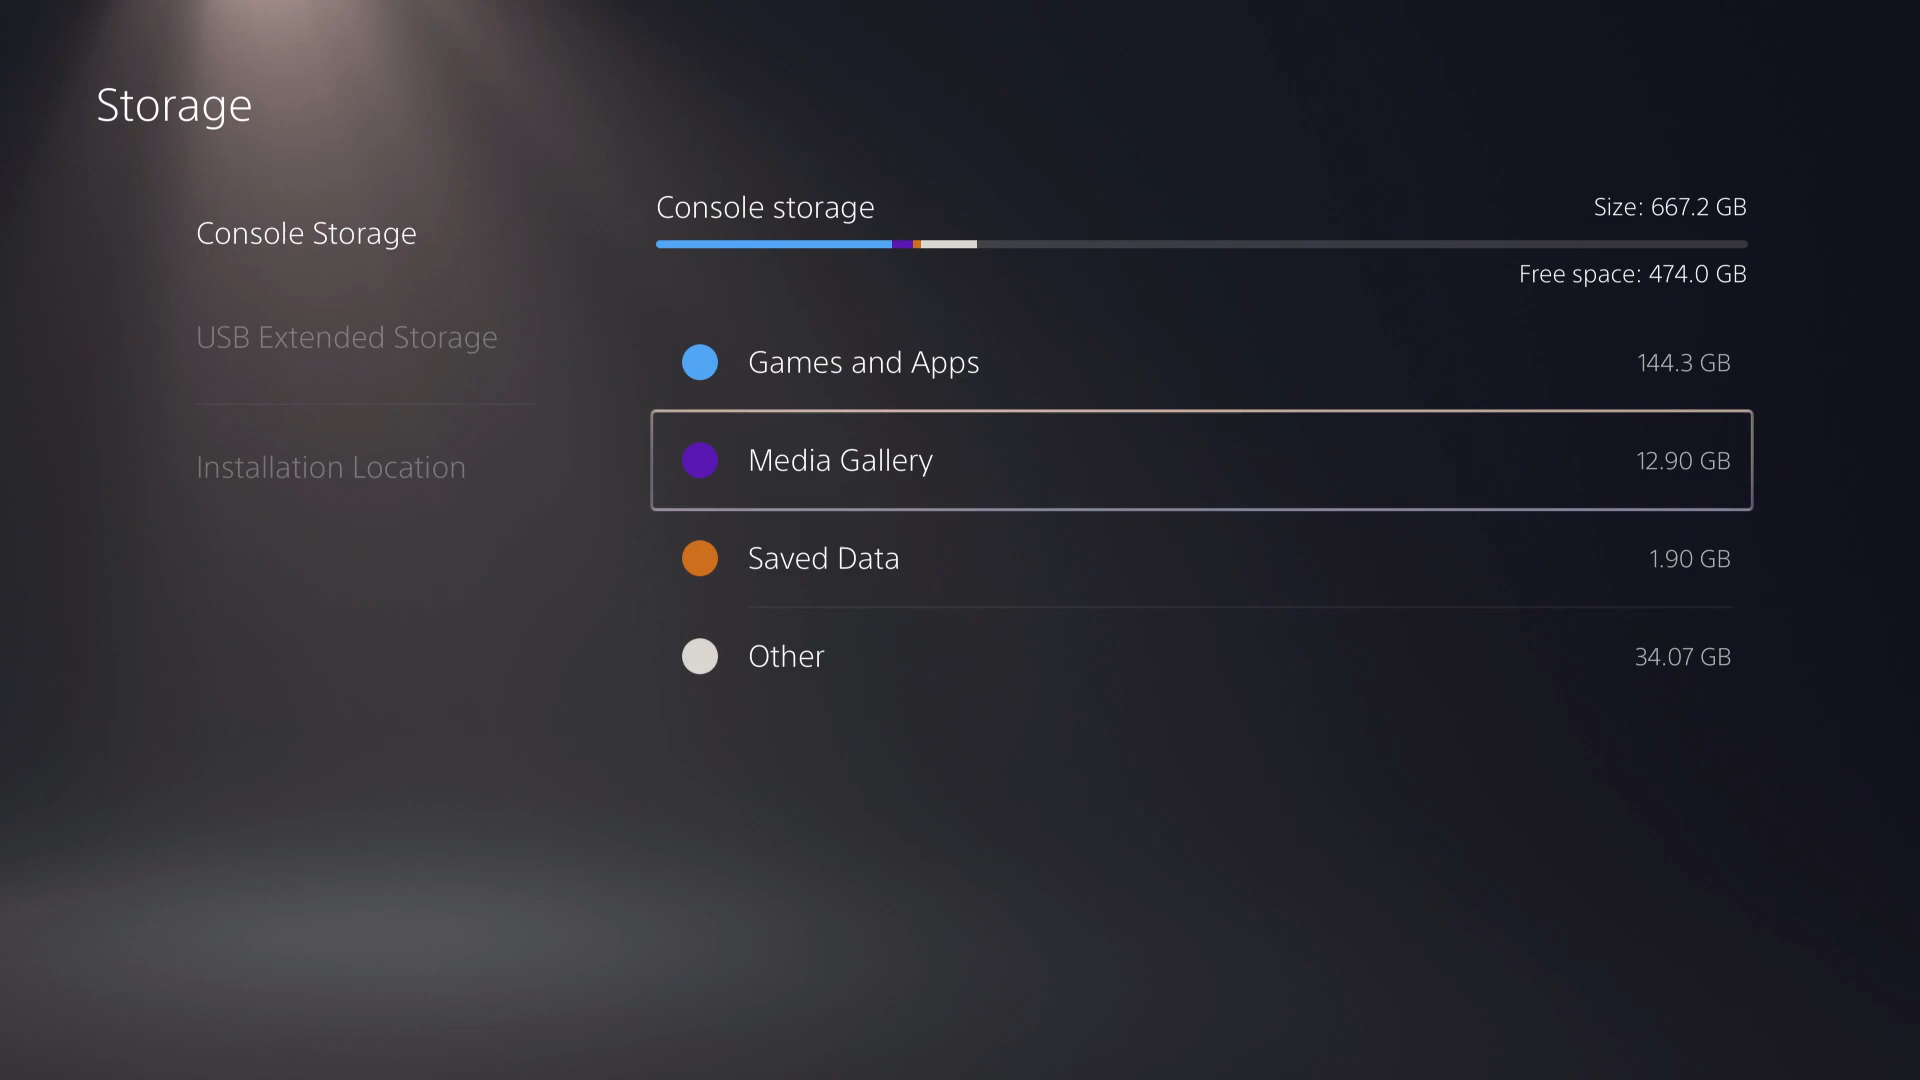 Storage
Console Storage
USB Extended Storage
Installation Location
Console storage
Size: 667.2 GB
Free space: 474.0 GB
Games and Apps 144.3 GB
Media Gallery 12.90 GB
Saved Data 1.90 GB
Other 34.07 GB